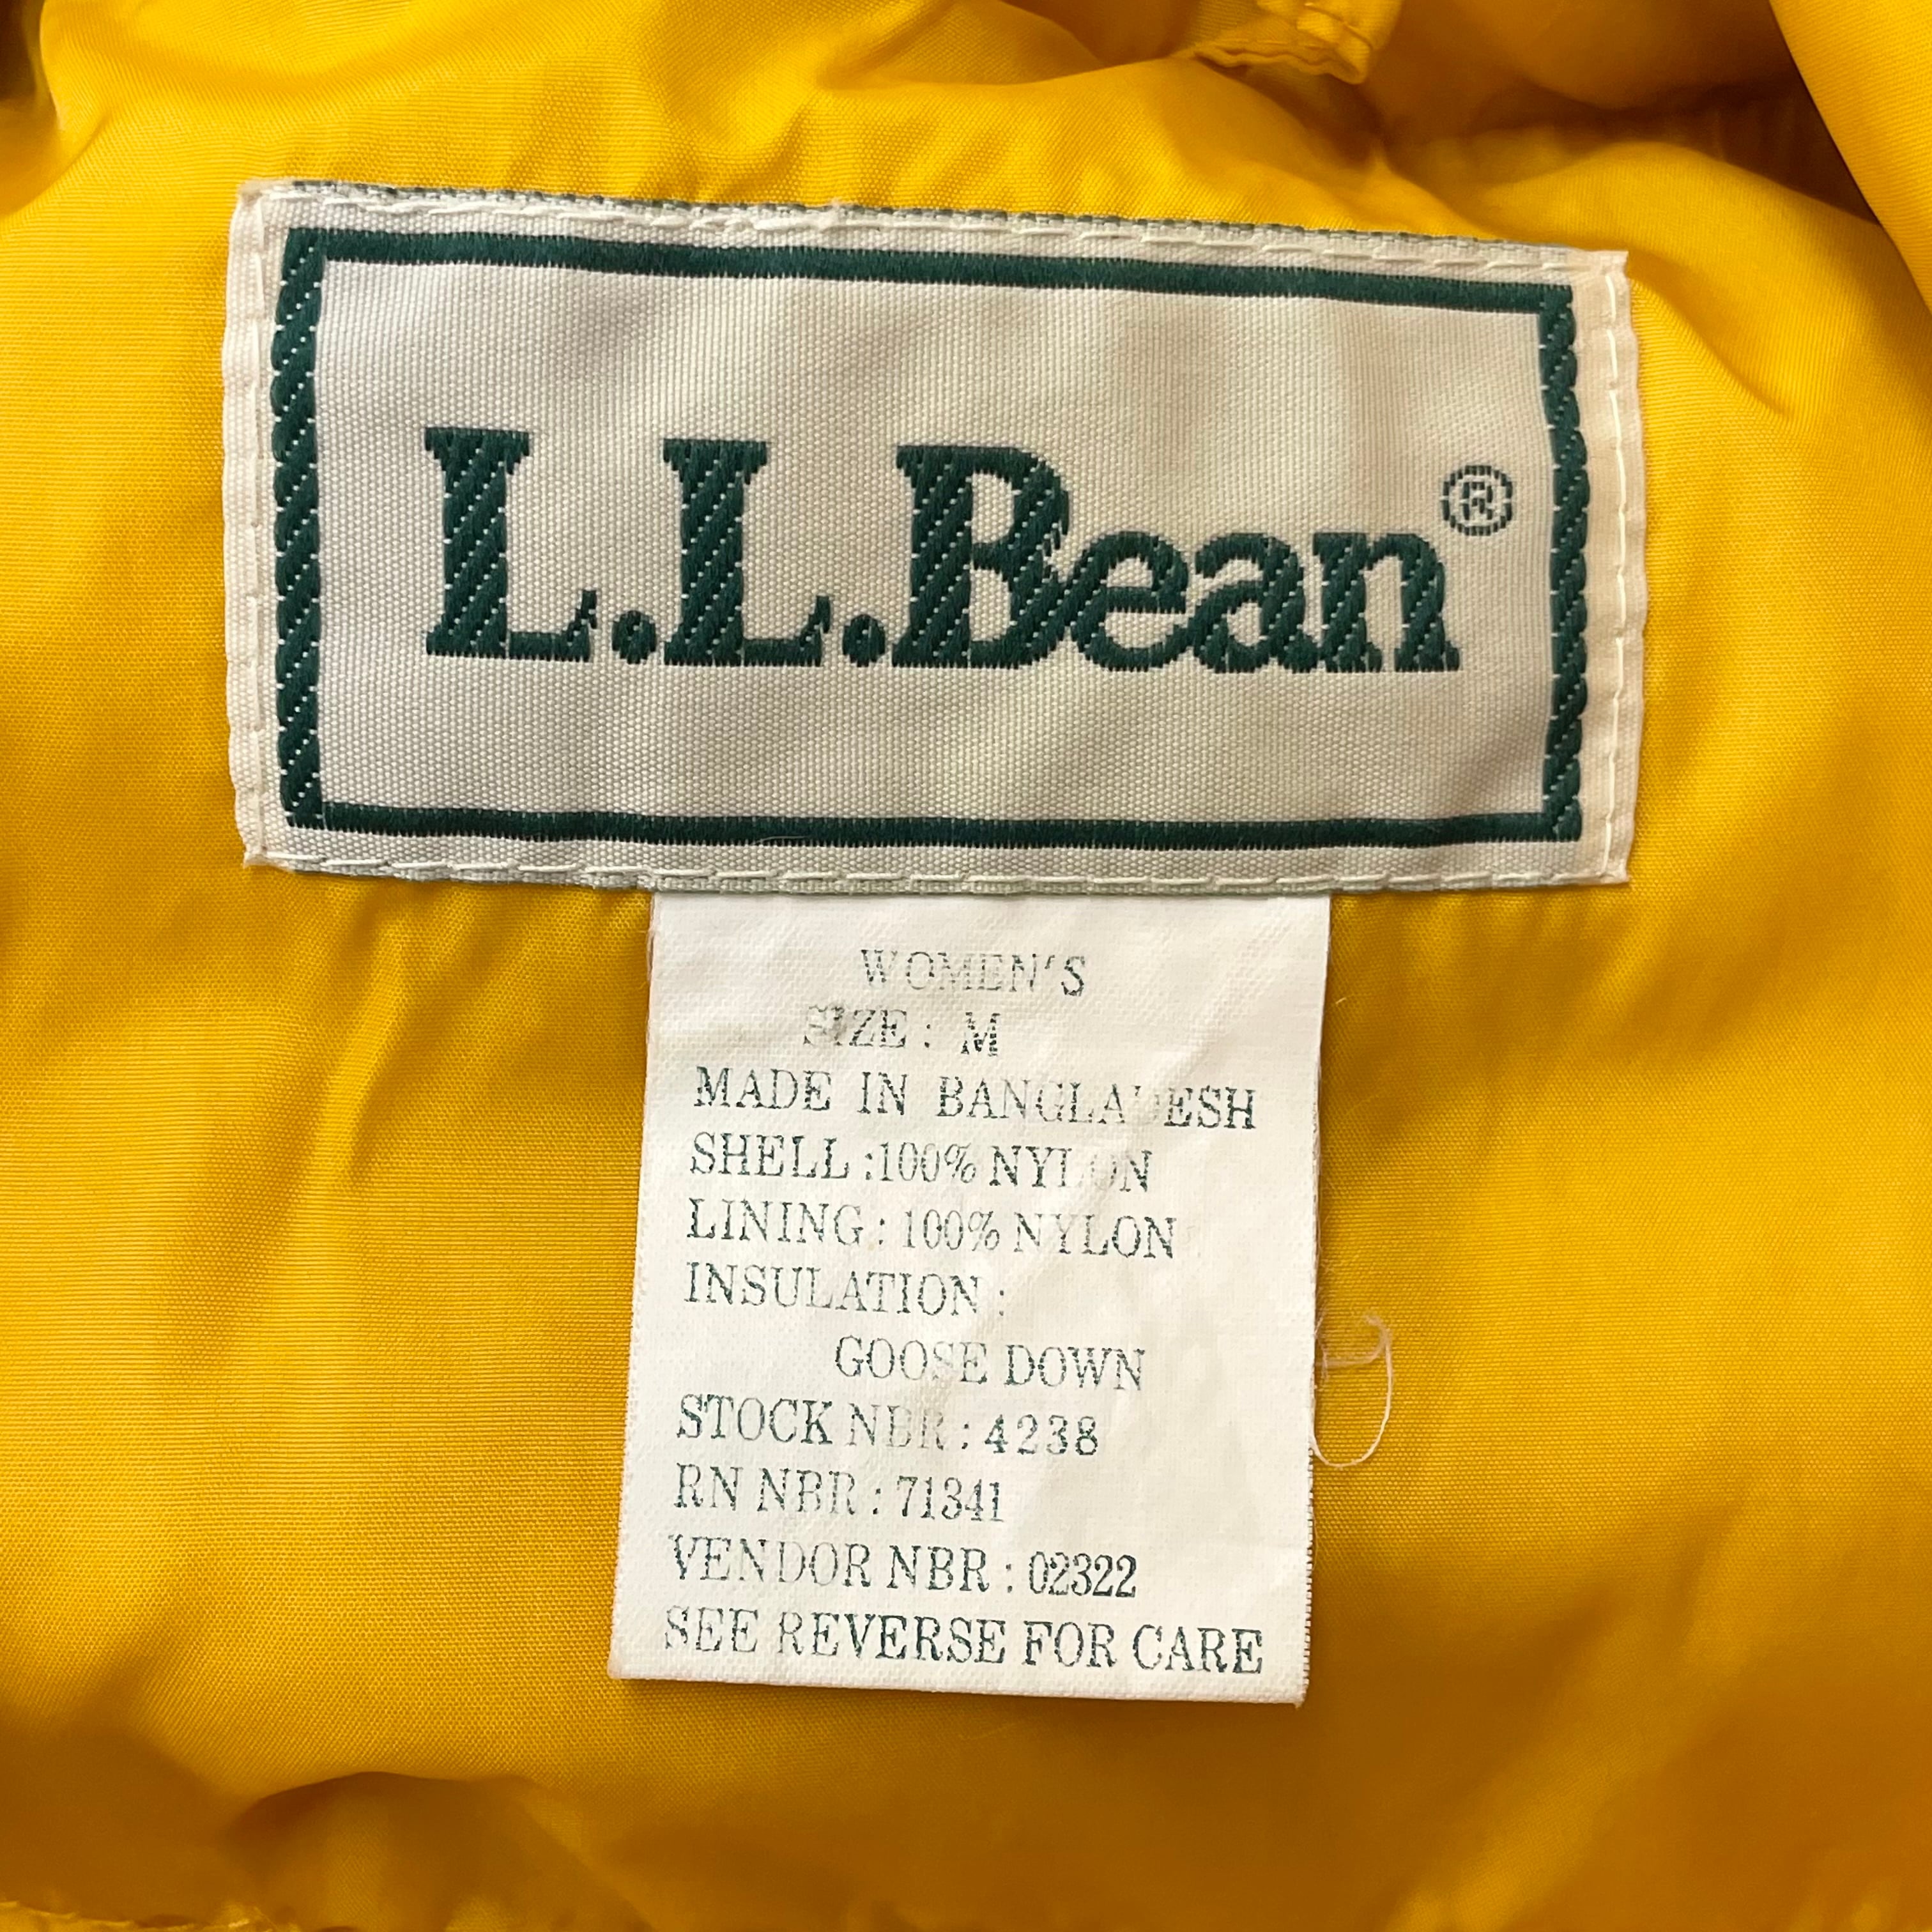 L.L.Bean®
WOMEN'S
SIZE : M
MADE IN BANGLADESH
SHELL :100% NYLON
LINING : 100% NYLON
INSULATION :
GOOSE DOWN
STOCK NBR : 4238
RN NBR : 71341
VENDOR NBR : 02322
SEE REVERSE FOR CARE